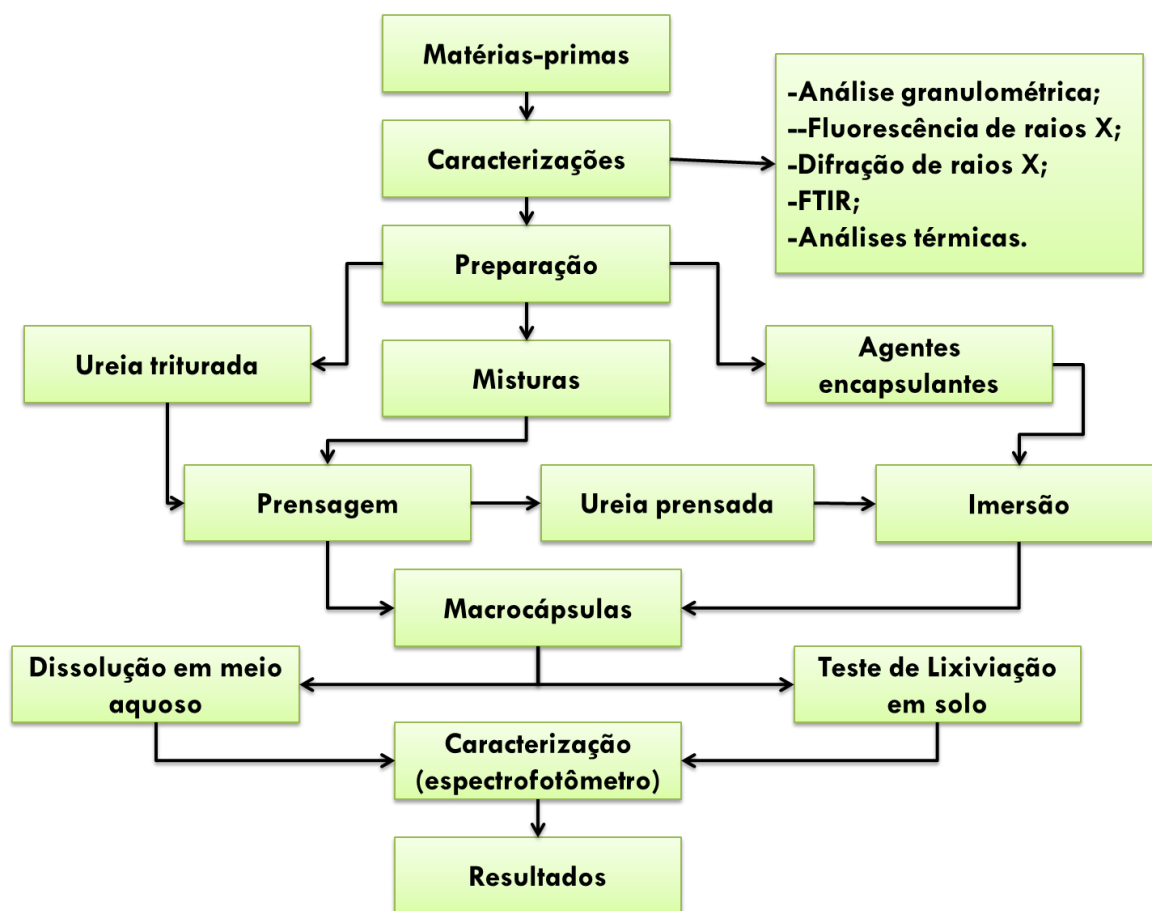 Matérias-primas
-Análise granulométrica;
--Fluorescência de raios X;
-Difração de raios X;
-FTIR;
-Análises térmicas.
Caracterizações
Preparação
Ureia triturada
Misturas
Agentes
encapsulantes
Prensagem
Ureia prensada
Imersão
Macrocápsulas
Dissolução em meio
aquoso
Teste de Lixiviação
em solo
Caracterização
(espectrofotômetro)
Resultados